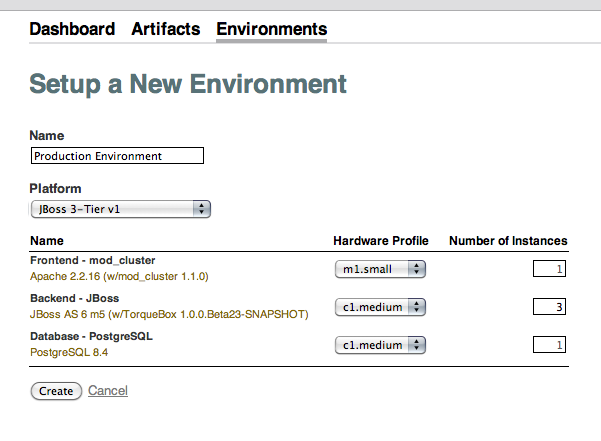 Dashboard Artifacts Environments
Setup a New Environment
Name
Production Environment
Platform
JBoss 3-Tier v1
Name Hardware Profile Number of Instances
Frontend - mod_cluster
Apache 2.2.16 (w/mod_cluster 1.1.0)
m1.small 1
Backend - JBoss
JBoss AS 6 m5 (w/TorqueBox 1.0.0.Beta23-SNAPSHOT)
c1.medium 3
Database - PostgreSQL
PostgreSQL 8.4
c1.medium 1
Create Cancel